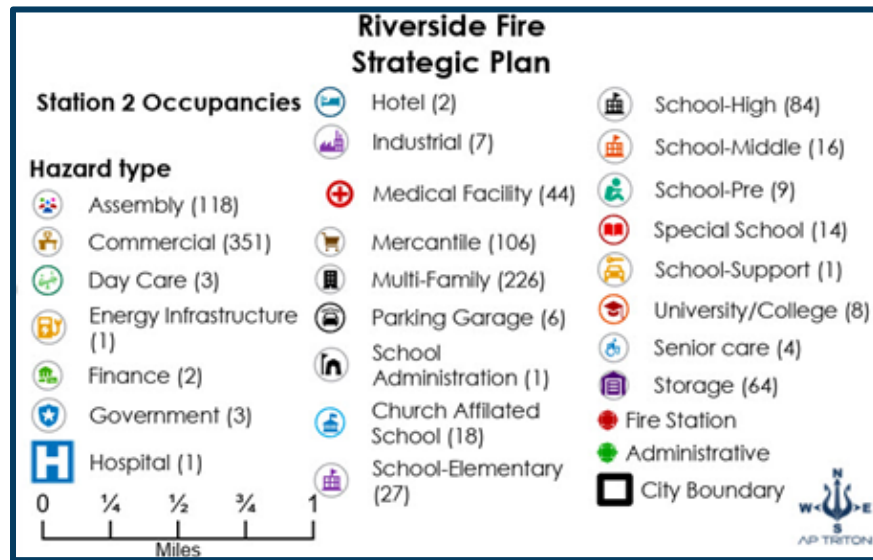 Riverside Fire
Strategic Plan
Station 2 Occupancies
Hazard type
Assembly (118)
Commercial (351)
Day Care (3)
Energy Infrastructure
(1)
Finance (2)
Government (3)
H
Hospital (1)
Hotel (2)
Industrial (7)
Medical Facility (44)
Mercantile (106)
Multi-Family (226)
Parking Garage (6)
School
Administration (1)
Church Affilated
School (18)
School-Elementary
(27)
School-High (84)
School-Middle (16)
School-Pre (9)
Special School (14)
School-Support (1)
University/College (8)
Senior care (4)
Storage (64)
Fire Station
Administrative
City Boundary
0 ¼ ½ ¾ 1
Miles
N
W E
S
AP TRITON